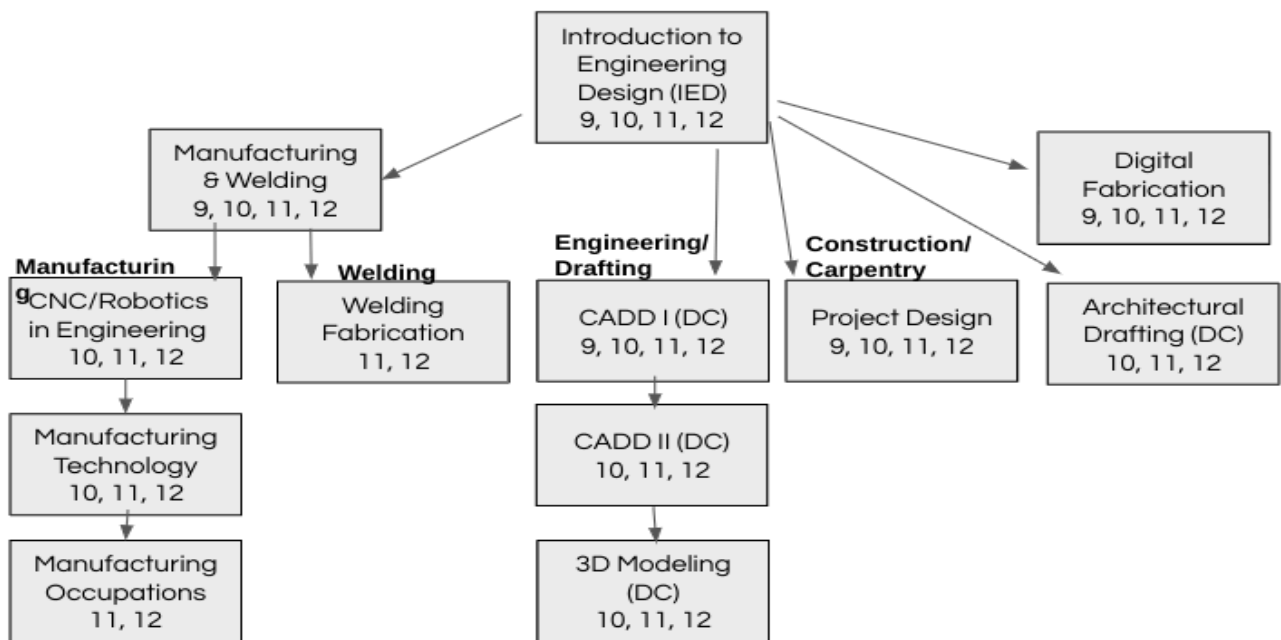 Introduction to
Engineering
Design (IED)
9, 10, 11, 12
Manufacturing
& Welding
9, 10, 11, 12
Digital
Fabrication
9, 10, 11, 12
Manufacturin
g
CNC/Robotics
in Engineering
10, 11, 12
Welding
Welding
Fabrication
11, 12
Engineering/
Drafting
CADD I (DC)
9, 10, 11, 12
Construction/
Carpentry
Project Design
9, 10, 11, 12
Architectural
Drafting (DC)
10, 11, 12
Manufacturing
Technology
10, 11, 12
CADD II (DC)
10, 11, 12
Manufacturing
Occupations
11, 12
3D Modeling
(DC)
10, 11, 12